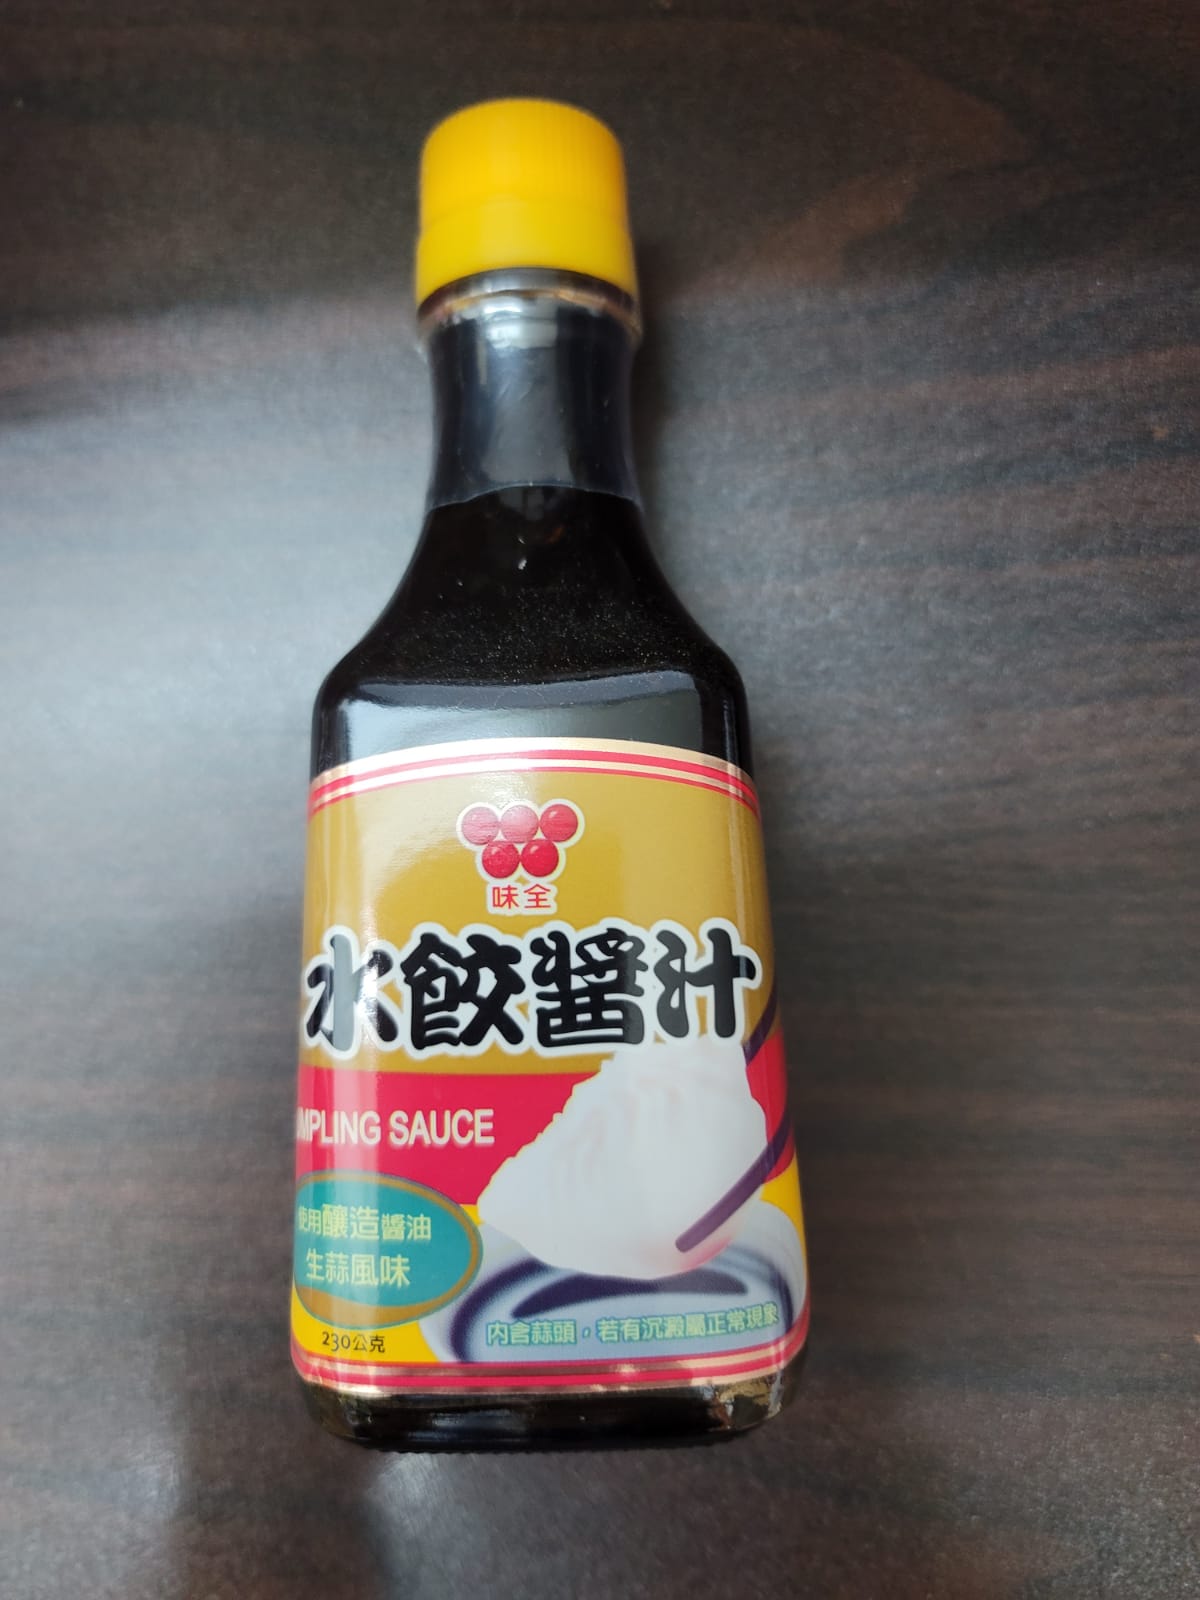 味全
水餃醬汁
MPLING SAUCE
使用釀造醬油
生蒜風味
230公克
內含蒜頭，若有沉澱屬正常現象